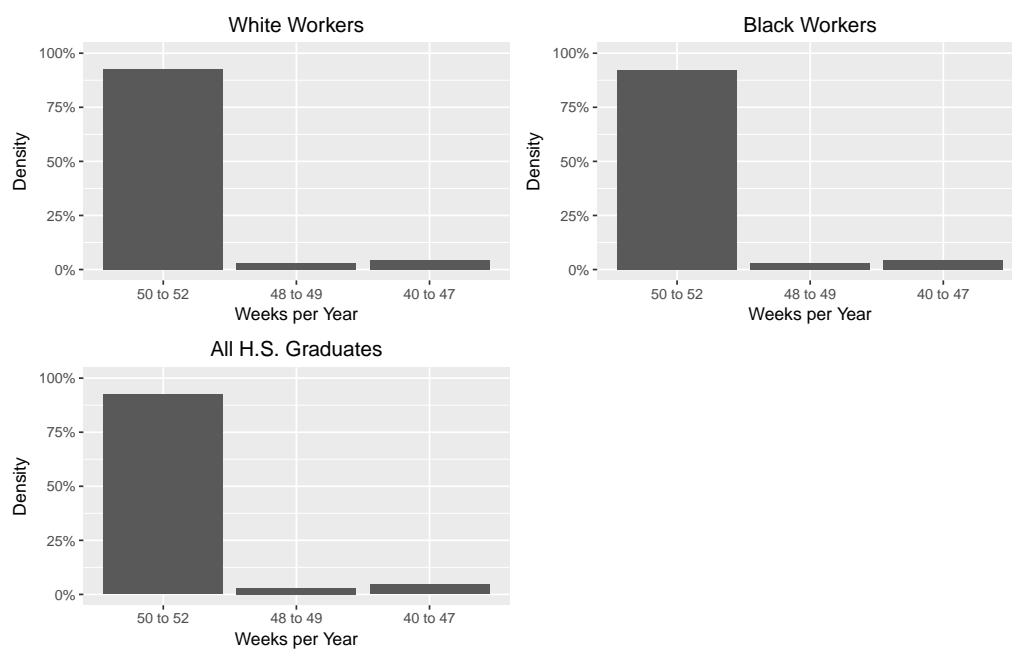 White Workers
100%
75%
50%
25%
0%
Density
50 to 52
48 to 49
40 to 47
Weeks per Year
Black Workers
100%
75%
50%
25%
0%
Density
50 to 52
48 to 49
40 to 47
Weeks per Year
All H.S. Graduates
100%
75%
50%
25%
0%
Density
50 to 52
48 to 49
40 to 47
Weeks per Year